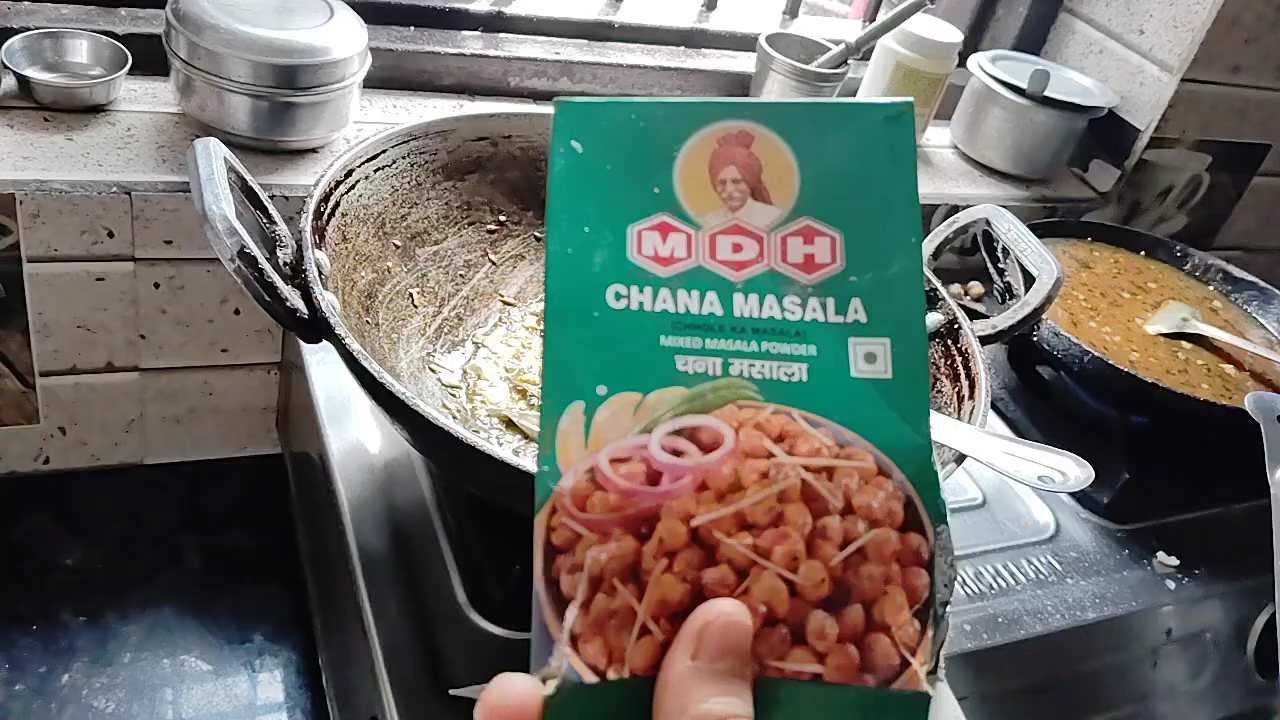 MDH
CHANA MASALA
(CHHOLE KA MASALA)
MIXED MASALA POWDER
चना मसाला